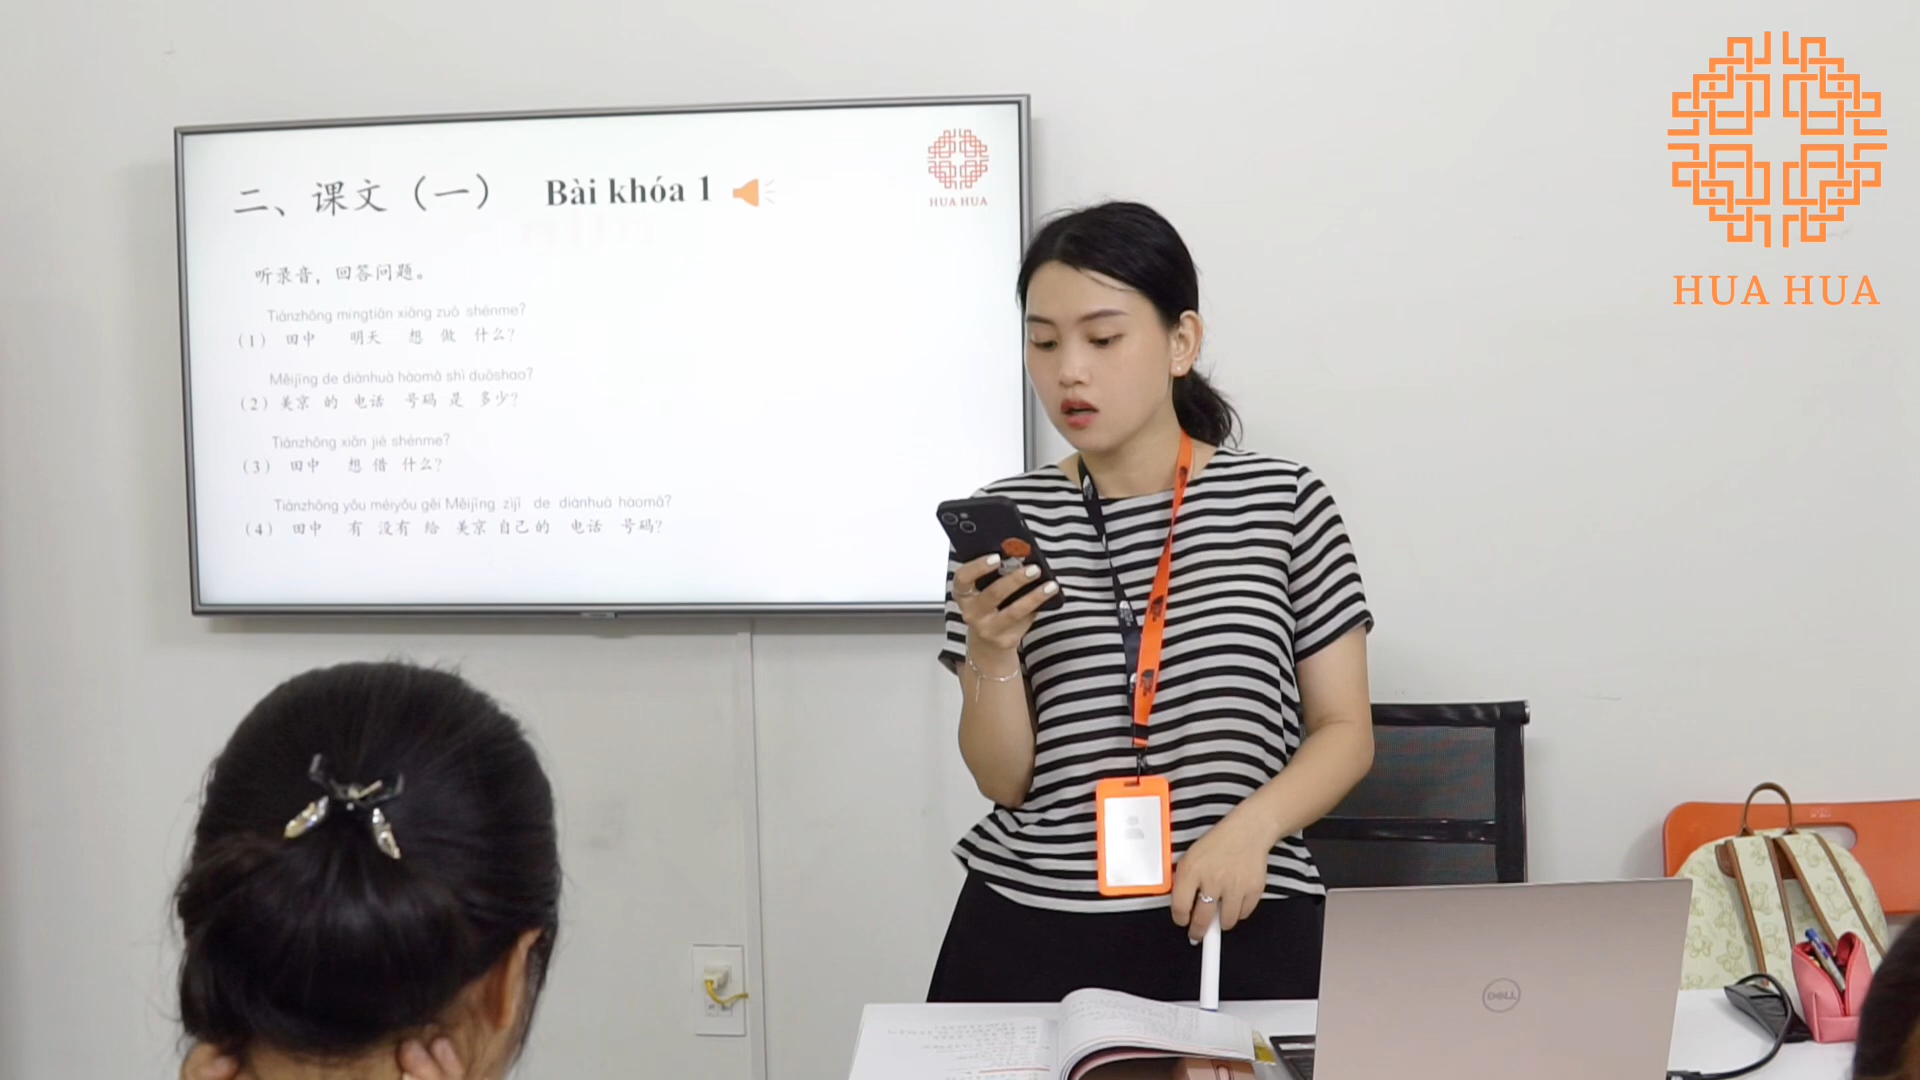 二、课文（一） Bài khóa 1
HUA HUA
听录音，回答问题。
Tiánzhōng míngtiān xiǎng zuò shénme?
（1） 田中 明天 想 做 什么？
Měijīng de diànhuà hàomǎ shì duōshao?
（2） 美京 的 电话 号码 是 多少？
Tiánzhōng xiǎn jiè shénme?
（3） 田中 想 借 什么？
Tiánzhōng yǒu méiyǒu gěi Měijīng zìjǐ de diànhuà hàomǎ?
（4） 田中 有 没有 给 美京 自己 的 电话 号码？
HUA HUA
DELL